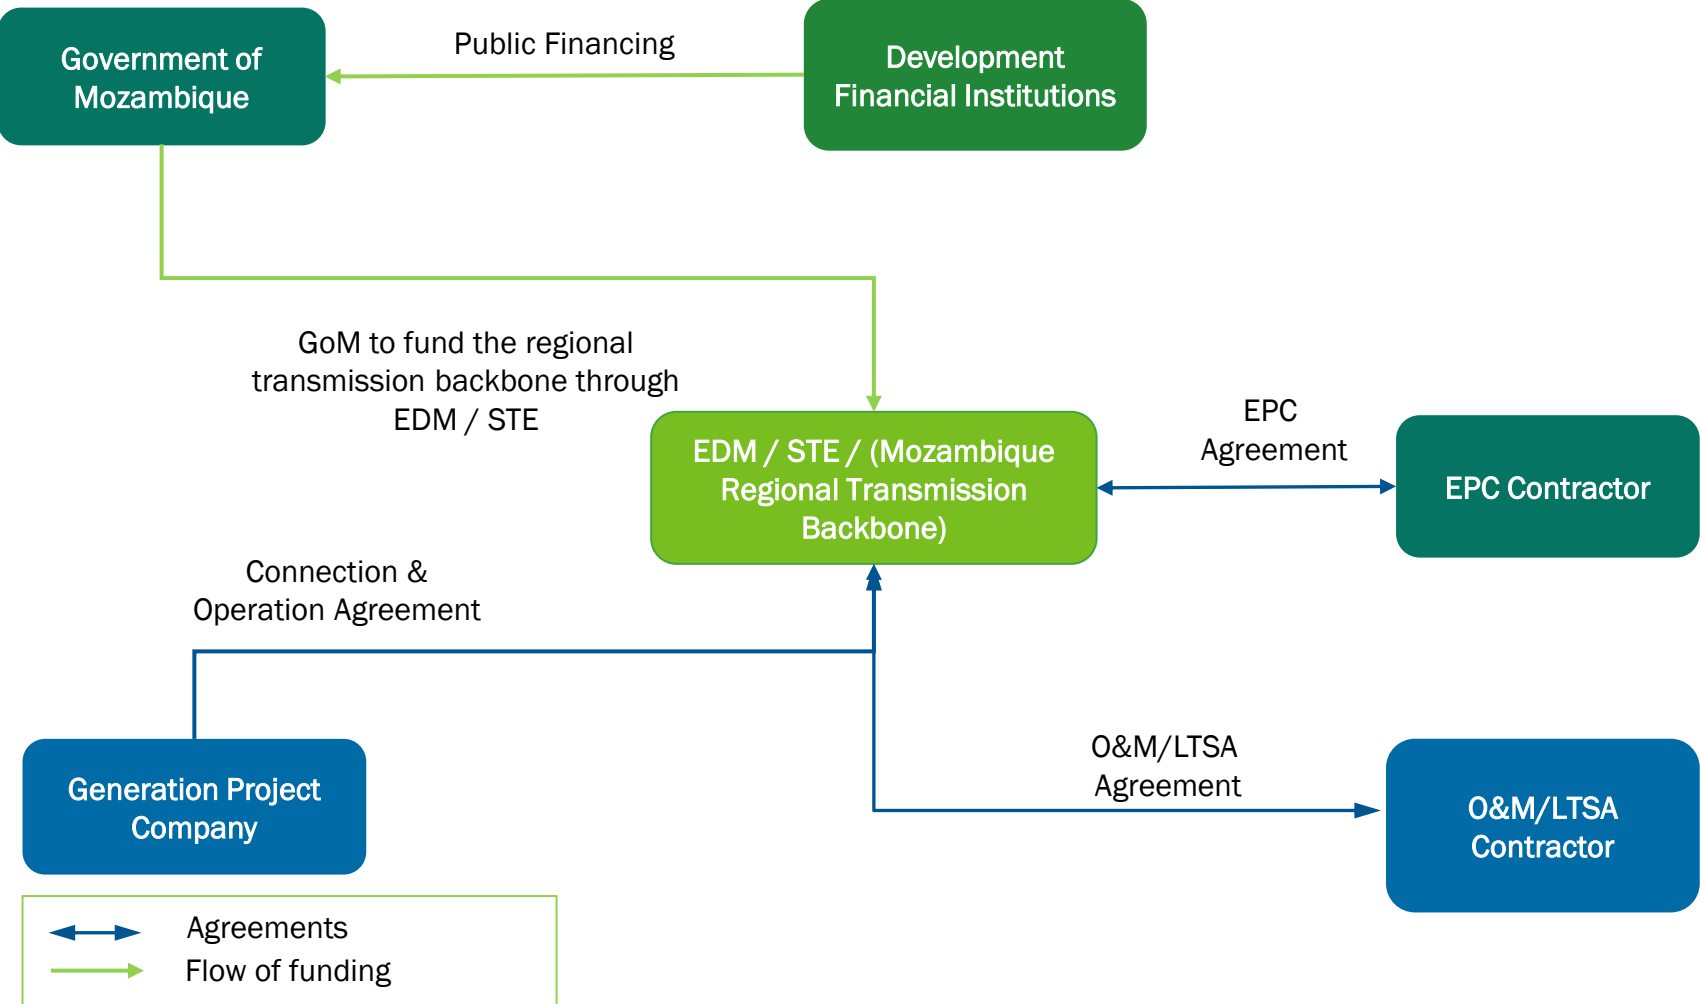 Government of
Mozambique
Public Financing
Development
Financial Institutions
GoM to fund the regional
transmission backbone through
EDM / STE
EDM / STE / (Mozambique
Regional Transmission
Backbone)
EPC
Agreement
EPC Contractor
Connection &
Operation Agreement
Generation Project
Company
O&M/LTSA
Agreement
O&M/LTSA
Contractor
Agreements
Flow of funding